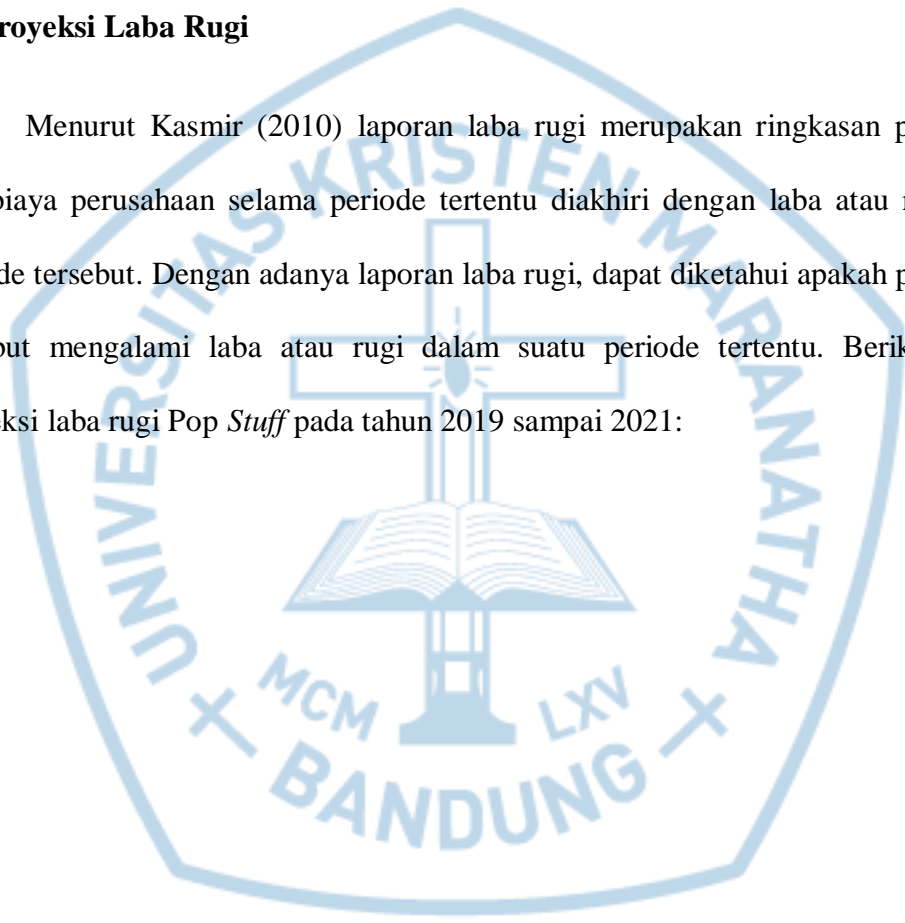 royeksi Laba Rugi
Menurut Kasmir (2010) laporan laba rugi merupakan ringkasan p
biaya perusahaan selama periode tertentu diakhiri dengan laba atau
de tersebut. Dengan adanya laporan laba rugi, dapat diketahui apakah p
but mengalami laba atau rugi dalam suatu periode tertentu. Berik
ksi laba rugi Pop Stuff pada tahun 2019 sampai 2021:
UNIVERSITAS KRISTEN MARANATHA
MCM LXV
BANDUNG